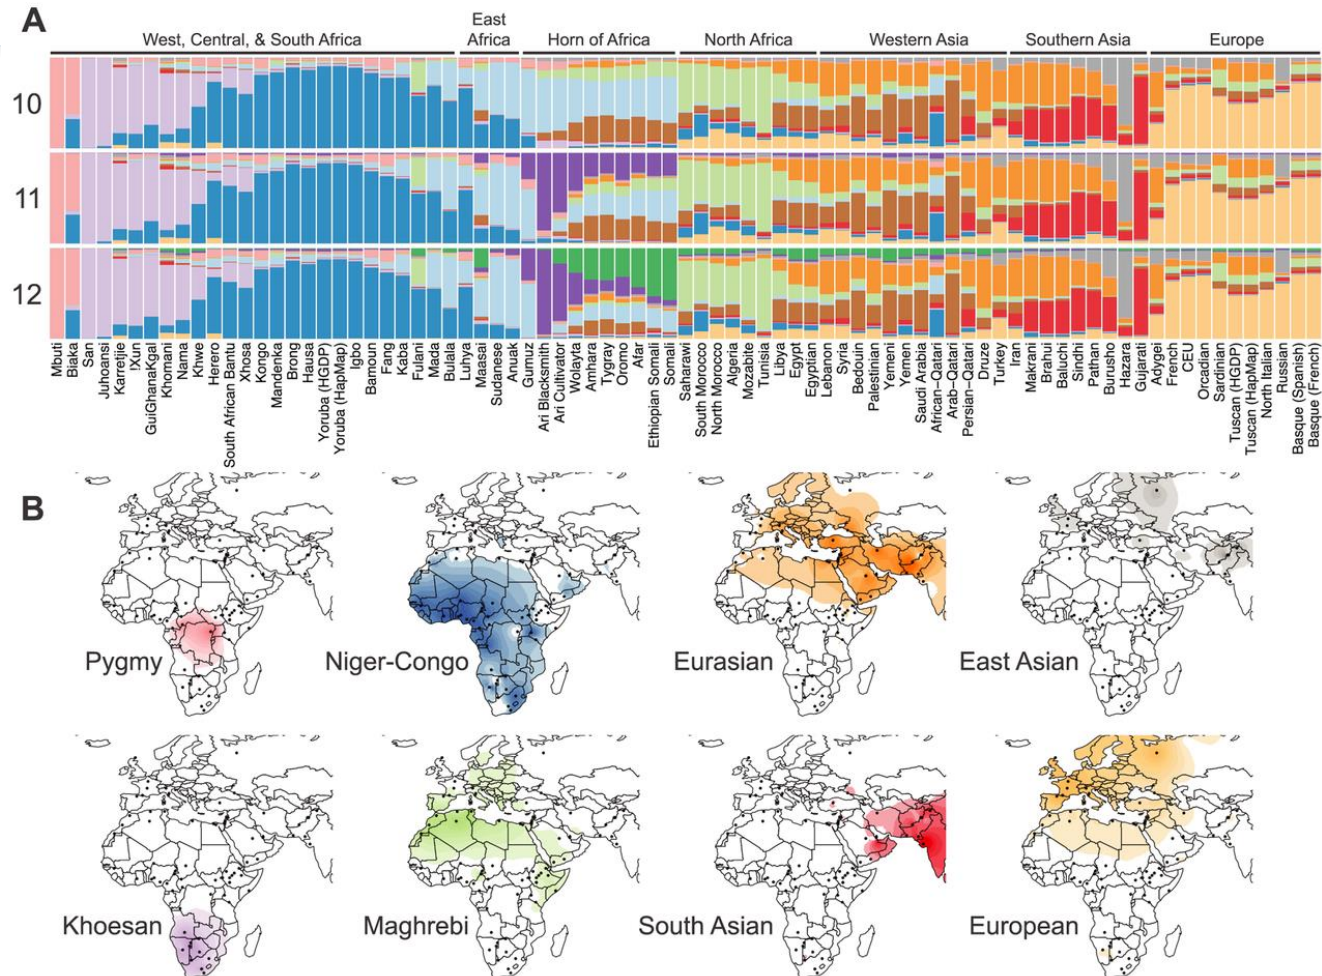 A
West, Central, & South Africa
East
Africa
Horn of Africa
North Africa
Western Asia
Southern Asia
Europe
10
11
12
Mbuti
Biaka
San
Juhoansi
Karretjie
!Xun
GuiGhanaKgal
Khomani
Nama
Khwe
Herero
South African Bantu
Xhosa
Kongo
Mandenka
Brong
Hausa
Yoruba (HGDP)
Yoruba (HapMap)
Igbo
Bamoun
Fang
Kaba
Fulani
Mada
Bulala
Luhya
Maasai
Sudanese
Anuak
Gumuz
Ari Blacksmith
Ari Cultivator
Wolayta
Amhara
Tygray
Oromo
Afar
Ethiopian Somali
Somali
Saharawi
South Morocco
North Morocco
Algeria
Mozabite
Tunisia
Libya
Egypt
Egyptian
Lebanon
Syria
Bedouin
Palestinian
Yemeni
Yemen
Saudi Arabia
African-Qatari
Arab-Qatari
Persian-Qatari
Druze
Turkey
Iran
Makrani
Brahui
Baluchi
Sindhi
Pathan
Burusho
Hazara
Gujarati
Adygei
French
CEU
Orcadian
Sardinian
Tuscan (HGDP)
Tuscan (HapMap)
North Italian
Russian
Basque (Spanish)
Basque (French)
B
Pygmy
Niger-Congo
Eurasian
East Asian
Khoesan
Maghrebi
South Asian
European